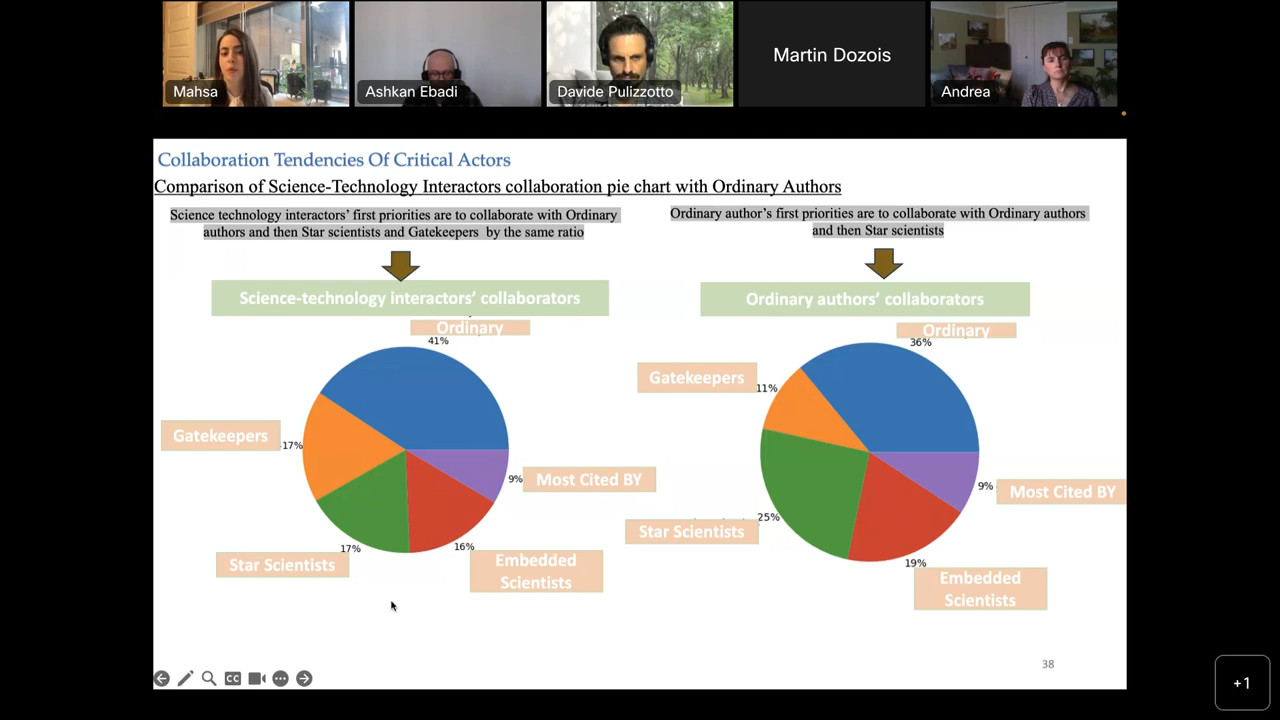 Mahsa
Ashkan Ebadi
Davide Pulizzotto
Martin Dozois
Andrea
Collaboration Tendencies Of Critical Actors
Comparison of Science-Technology Interactors collaboration pie chart with Ordinary Authors
Science technology interactors’ first priorities are to collaborate with Ordinary
authors and then Star scientists and Gatekeepers by the same ratio
Science-technology interactors’ collaborators
Ordinary
41%
Gatekeepers
17%
9%
Most Cited BY
17%
Star Scientists
16%
Embedded
Scientists
Ordinary author’s first priorities are to collaborate with Ordinary authors
and then Star scientists
Ordinary authors’ collaborators
Ordinary
36%
Gatekeepers
11%
9%
Most Cited BY
25%
Star Scientists
19%
Embedded
Scientists
38
CC
+1